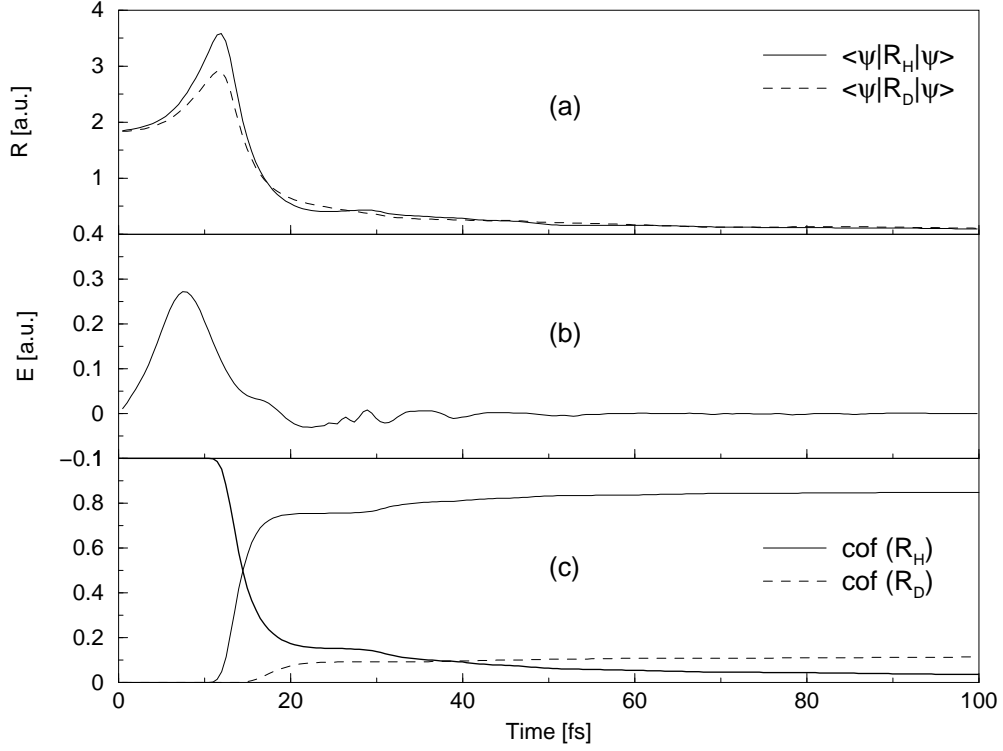 4
3
2
1
0.4
R [a.u.]
<ψ|R_H|ψ>
<ψ|R_D|ψ>
(a)
0.3
0.2
0.1
0
−0.1
E [a.u.]
(b)
0.8
0.6
0.4
0.2
0
cof (R_H)
cof (R_D)
(c)
0 20 40 60 80 100
Time [fs]